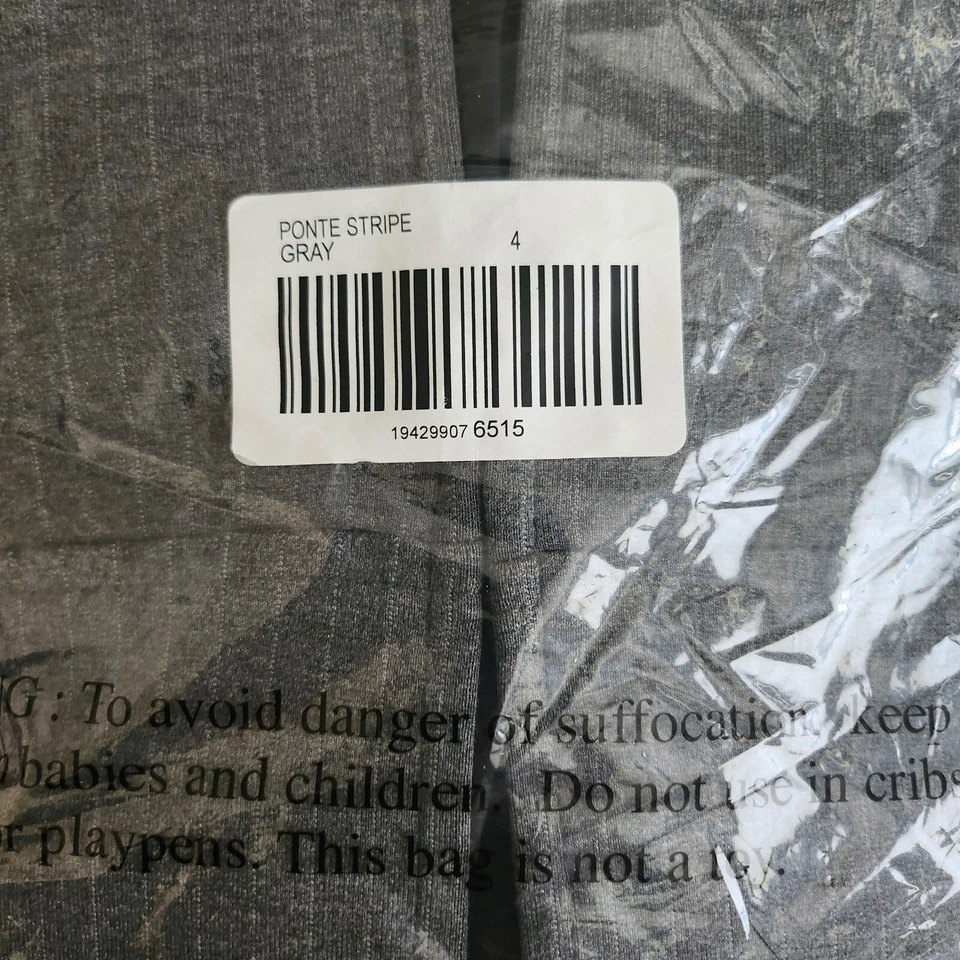 PONTE STRIPE
GRAY 4
19429907 6515
G : To avoid danger of suffocation, keep
babies and children. Do not use in cribs
playpens. This bag is not a toy.